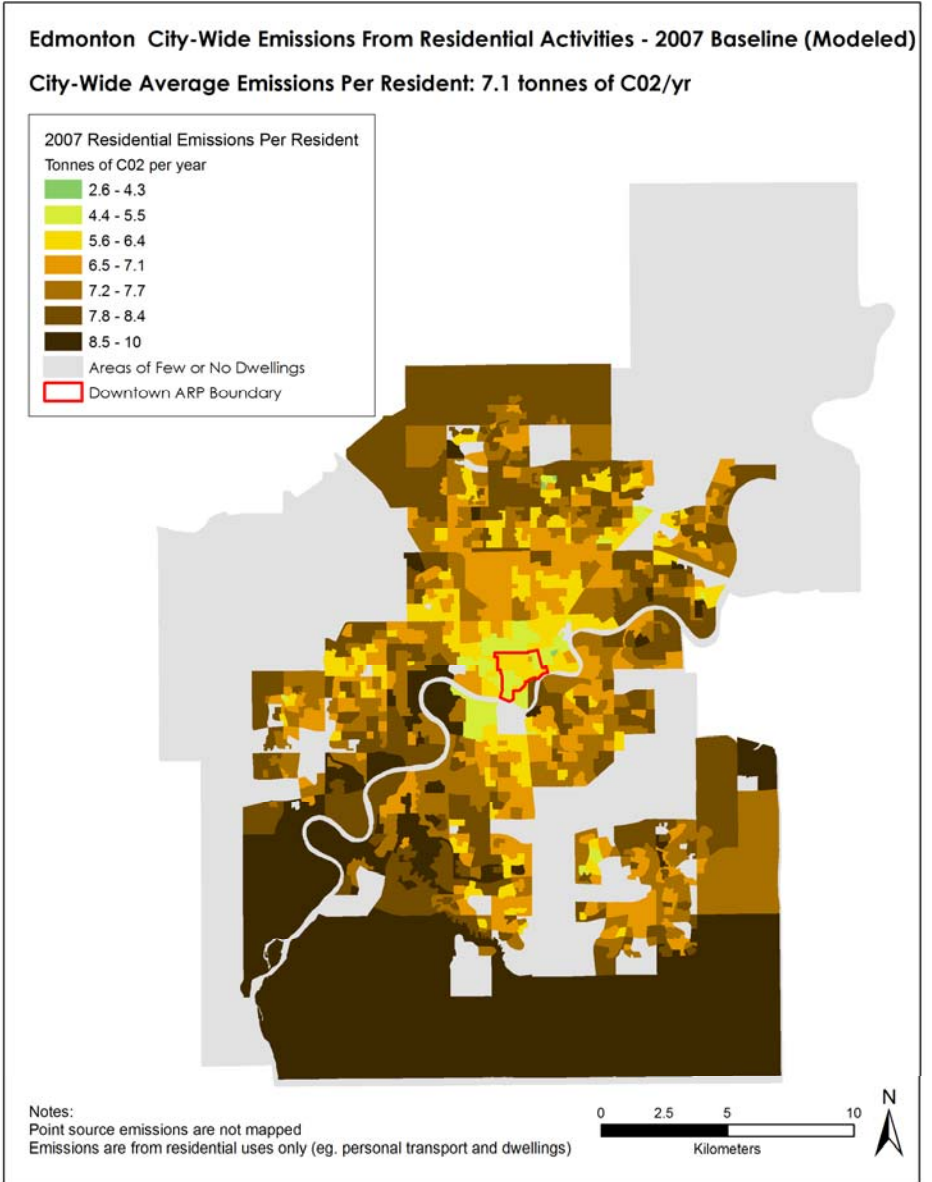 Edmonton City-Wide Emissions From Residential Activities - 2007 Baseline (Modeled)
City-Wide Average Emissions Per Resident: 7.1 tonnes of C02/yr
2007 Residential Emissions Per Resident
Tonnes of C02 per year
2.6 - 4.3
4.4 - 5.5
5.6 - 6.4
6.5 - 7.1
7.2 - 7.7
7.8 - 8.4
8.5 - 10
Areas of Few or No Dwellings
Downtown ARP Boundary
Notes:
Point source emissions are not mapped
Emissions are from residential uses only (eg. personal transport and dwellings)
0 2.5 5 10
Kilometers
N